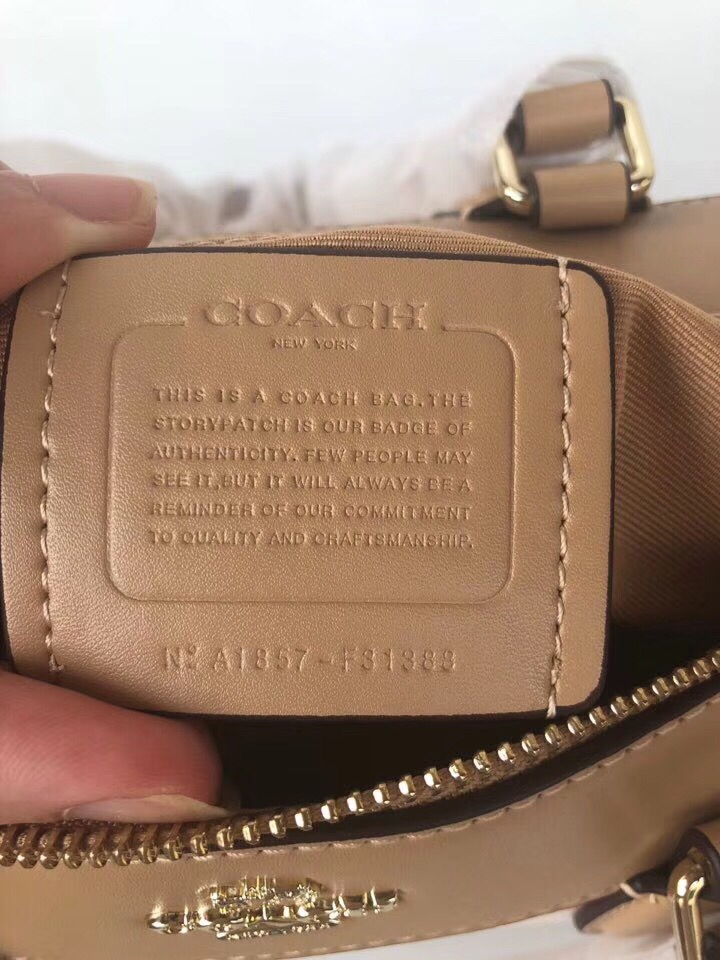 COACH
NEW YORK
THIS IS A COACH BAG.THE
STORYPATCH IS OUR BADGE OF
AUTHENTICITY. FEW PEOPLE MAY
SEE IT,BUT IT WILL ALWAYS BE A
REMINDER OF OUR COMMITMENT
TO QUALITY AND CRAFTSMANSHIP.
Nº A1857-F31388